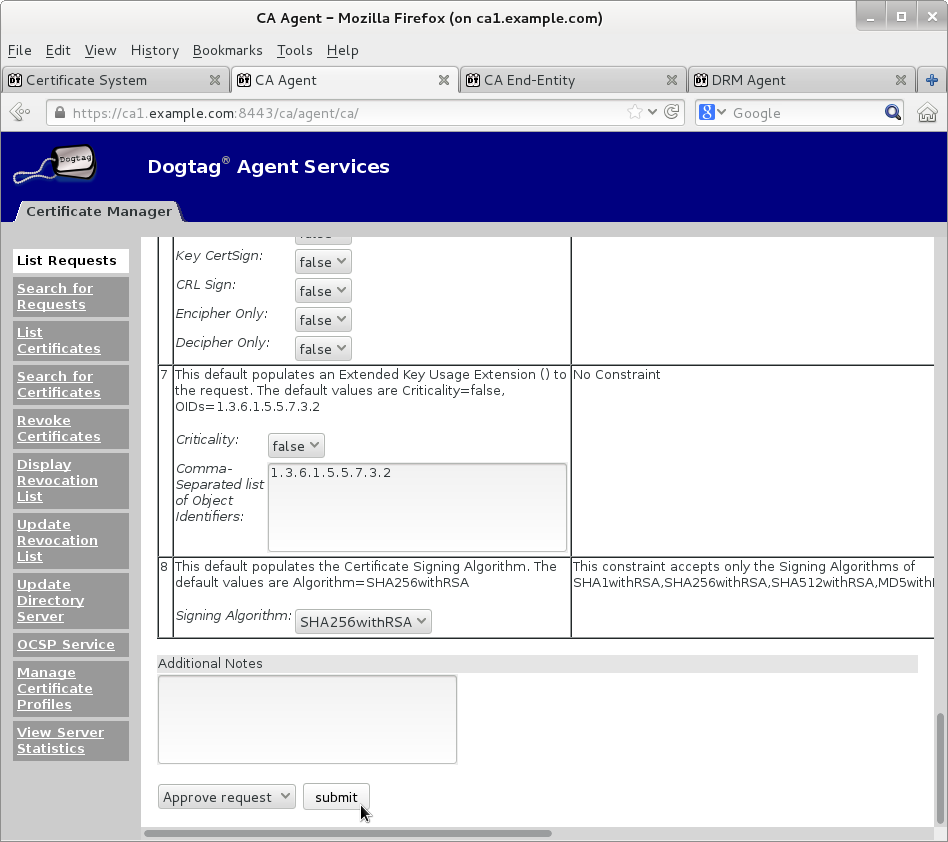 CA Agent – Mozilla Firefox (on ca1.example.com)
File Edit View History Bookmarks Tools Help
Certificate System
CA Agent
CA End-Entity
DRM Agent
https://ca1.example.com:8443/ca/agent/ca/
Google
Dogtag
Dogtag® Agent Services
Certificate Manager
List Requests
Search for
Requests
List
Certificates
Search for
Certificates
Revoke
Certificates
Display
Revocation
List
Update
Revocation
List
Update
Directory
Server
OCSP Service
Manage
Certificate
Profiles
View Server
Statistics
Key CertSign: false
CRL Sign: false
Encipher Only: false
Decipher Only: false
7
This default populates an Extended Key Usage Extension () to
the request. The default values are Criticality=false,
OIDs=1.3.6.1.5.5.7.3.2
No Constraint
Criticality: false
Comma-
Separated list
of Object
Identifiers:
1.3.6.1.5.5.7.3.2
8
This default populates the Certificate Signing Algorithm. The
default values are Algorithm=SHA256withRSA
This constraint accepts only the Signing Algorithms of
SHA1withRSA,SHA256withRSA,SHA512withRSA,MD5with
Signing Algorithm: SHA256withRSA
Additional Notes
Approve request submit